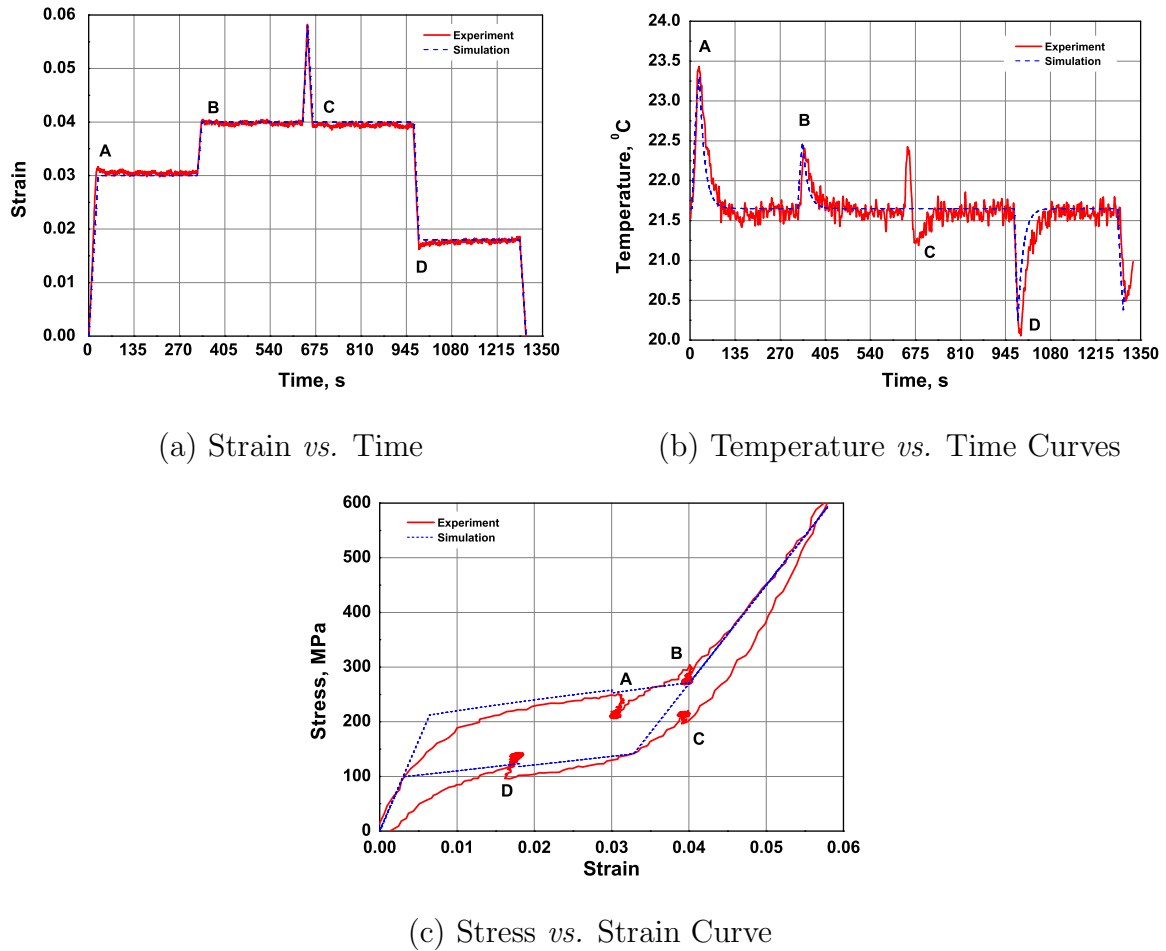 0.06
0.05
0.04
0.03
0.02
0.01
0.00
Strain
Experiment
Simulation
A
B
C
D
0 135 270 405 540 675 810 945 1080 1215 1350
Time, s
(a) Strain vs. Time
24.0
23.5
23.0
22.5
22.0
21.5
21.0
20.5
20.0
Temperature, ⁰C
Experiment
Simulation
A
B
C
D
0 135 270 405 540 675 810 945 1080 1215 1350
Time, s
(b) Temperature vs. Time Curves
600
500
400
300
200
100
0
Stress, MPa
Experiment
Simulation
A
B
C
D
0.00 0.01 0.02 0.03 0.04 0.05 0.06
Strain
(c) Stress vs. Strain Curve